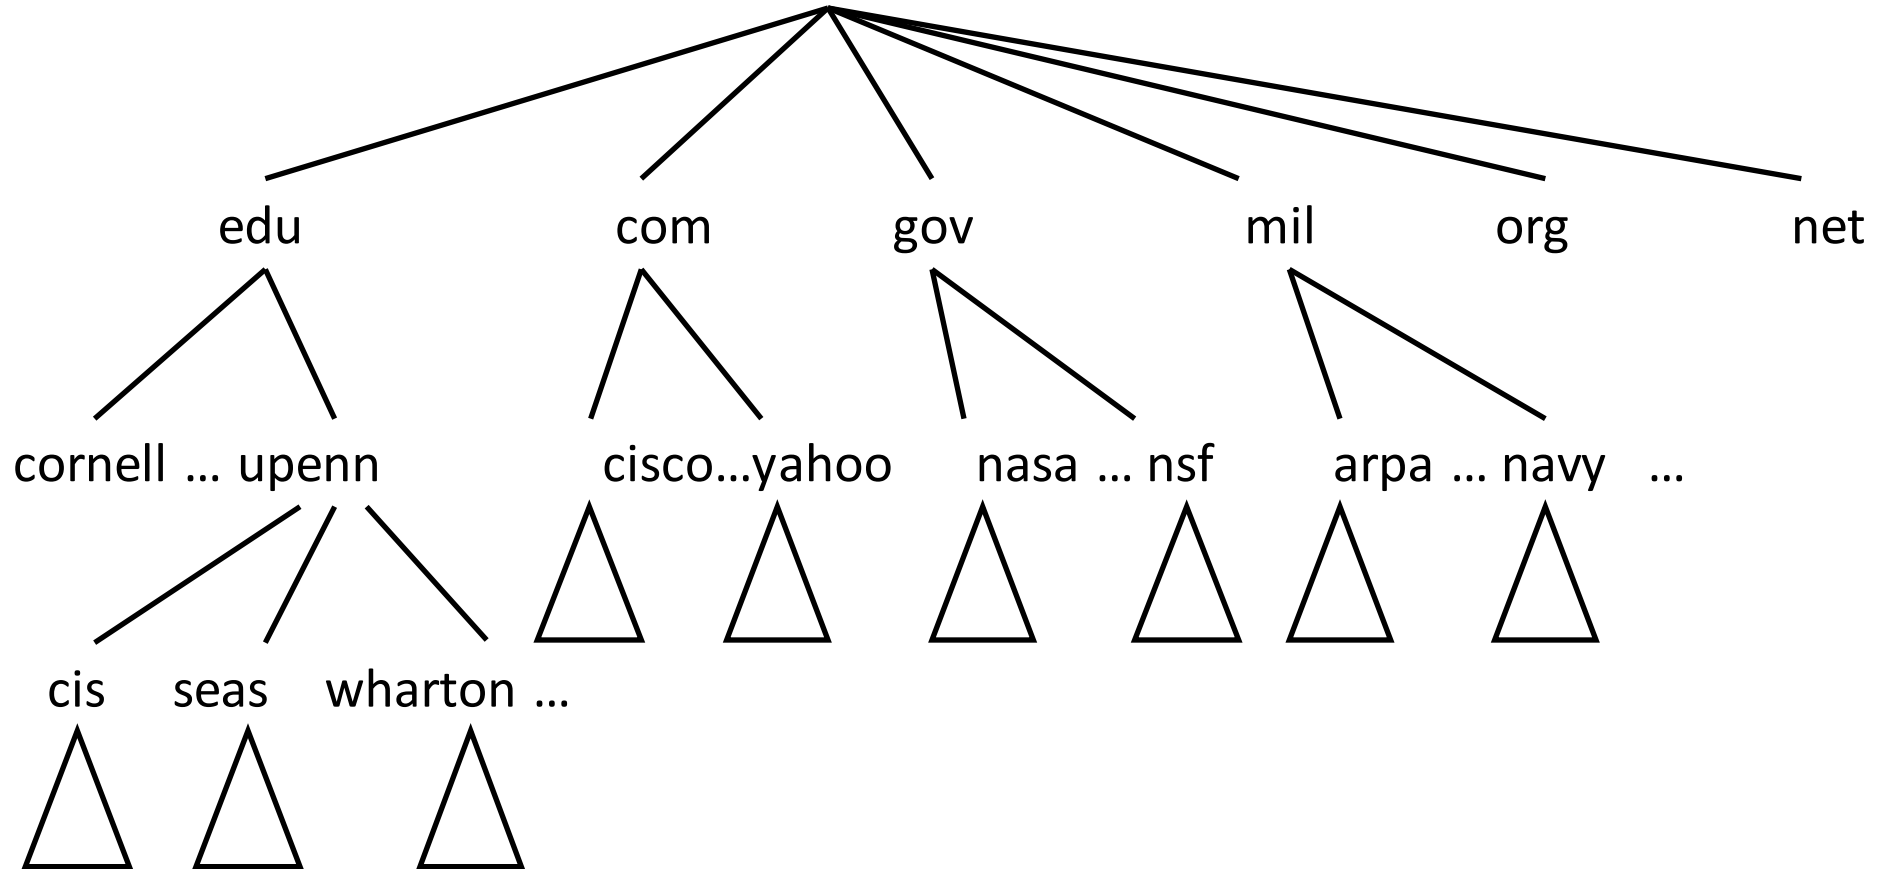 edu com gov mil org net
cornell ... upenn cisco...yahoo nasa ... nsf arpa ... navy ...
cis seas wharton ...